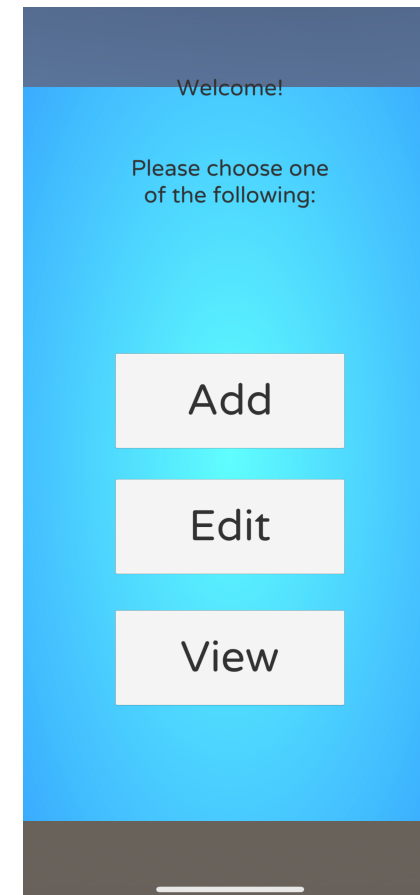 Welcome!
Please choose one
of the following:
Add
Edit
View